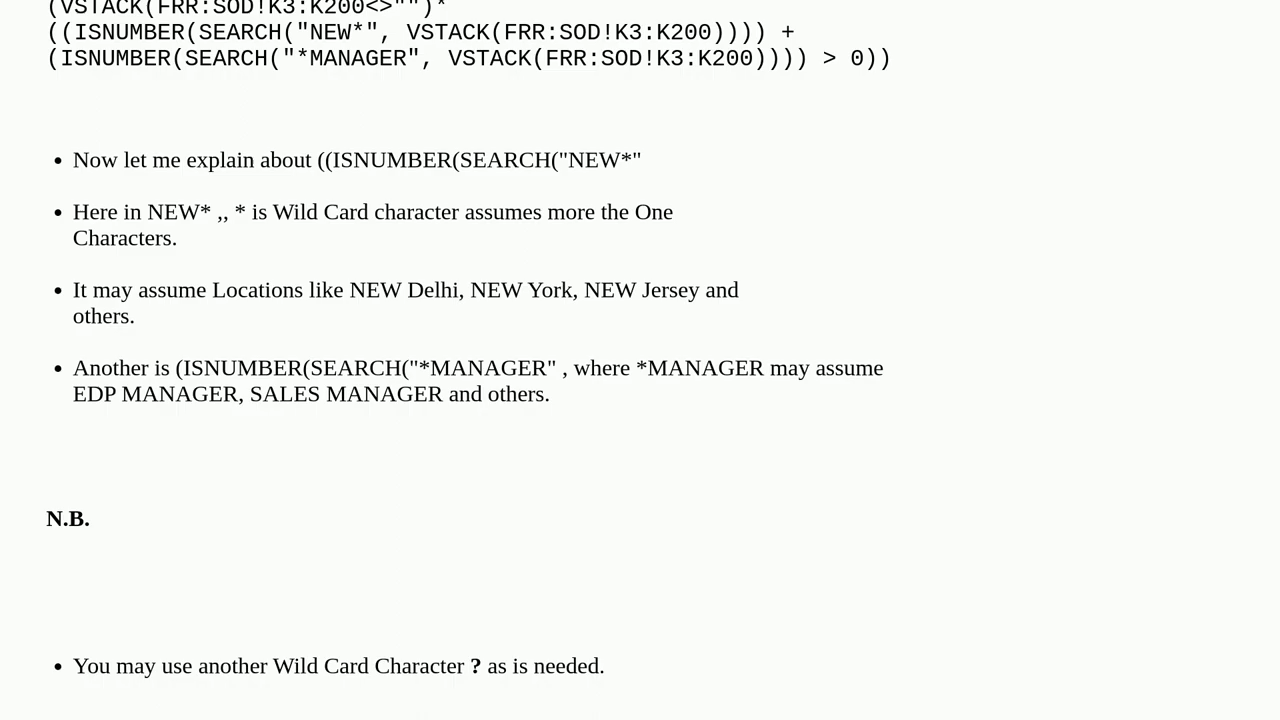 (VSTACK(FRR:SOD!K3:K200<>"")*
((ISNUMBER(SEARCH("NEW*", VSTACK(FRR:SOD!K3:K200)))) +
(ISNUMBER(SEARCH("*MANAGER", VSTACK(FRR:SOD!K3:K200)))) > 0))
• Now let me explain about ((ISNUMBER(SEARCH("NEW*"
• Here in NEW* ,, * is Wild Card character assumes more the One
Characters.
• It may assume Locations like NEW Delhi, NEW York, NEW Jersey and
others.
• Another is (ISNUMBER(SEARCH("*MANAGER" , where *MANAGER may assume
EDP MANAGER, SALES MANAGER and others.
N.B.
• You may use another Wild Card Character ? as is needed.